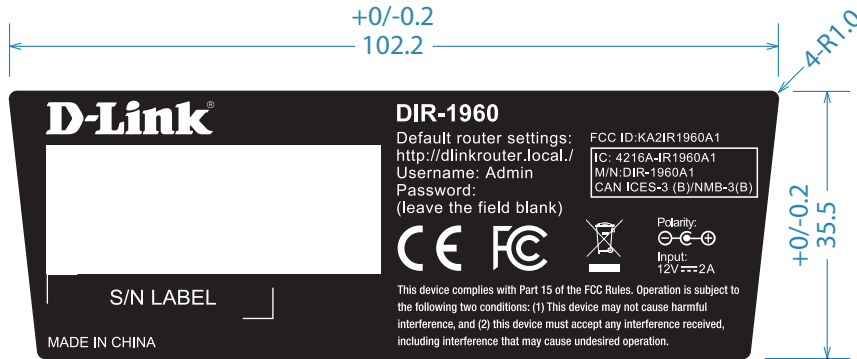 +0/-0.2
102.2
4-R1.0
D-Link®
DIR-1960
Default router settings:
http://dlinkrouter.local./
Username: Admin
Password:
(leave the field blank)
FCC ID:KA2IR1960A1
IC: 4216A-IR1960A1
M/N:DIR-1960A1
CAN ICES-3 (B)/NMB-3(B)
+0/-0.2
35.5
CE FC
Polarity:
Input:
12V⎓2A
S/N LABEL
This device complies with Part 15 of the FCC Rules. Operation is subject to
the following two conditions: (1) This device may not cause harmful
interference, and (2) this device must accept any interference received,
including interference that may cause undesired operation.
MADE IN CHINA